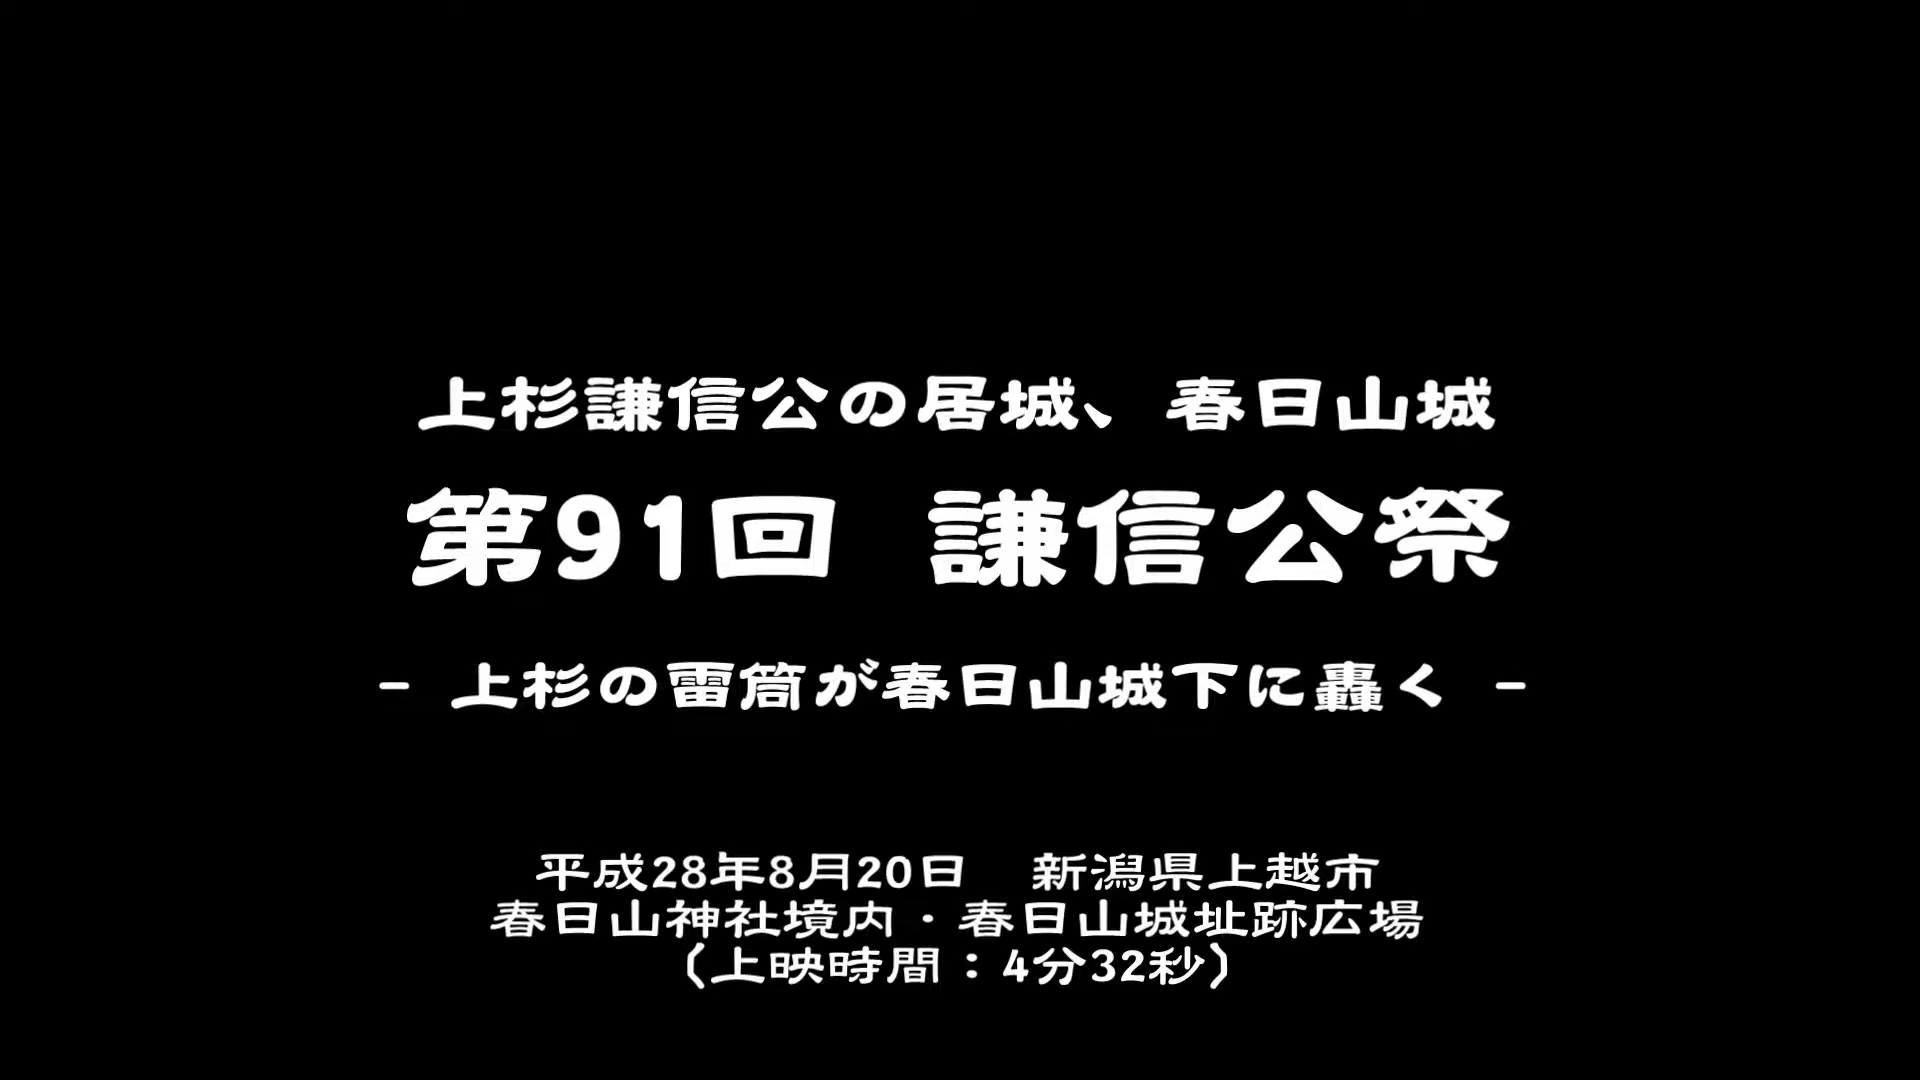 上杉謙信公の居城、春日山城
第91回 謙信公祭
- 上杉の雷筒が春日山城下に轟く -
平成28年8月20日 新潟県上越市
春日山神社境内・春日山城址跡広場
(上映時間：4分32秒)